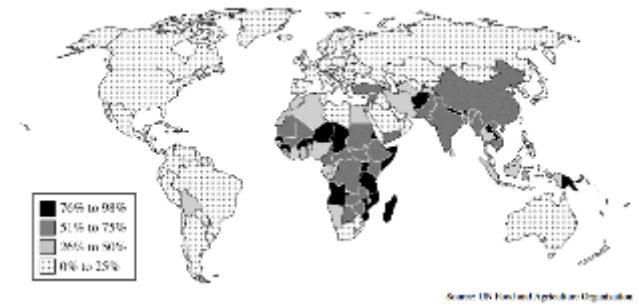 76% to 98%
51% to 75%
26% to 50%
0% to 25%
Source: UN Food and Agriculture Organization